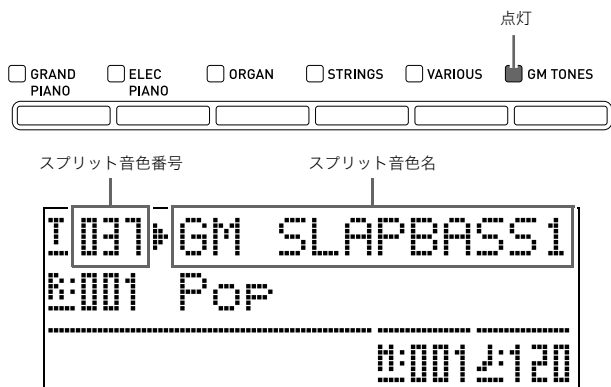 点灯
GRAND PIANO
ELEC PIANO
ORGAN
STRINGS
VARIOUS
GM TONES
スプリット音色番号
スプリット音色名
T 037 GM SLAPBASS1
R:001 Pop
M:001 ♩:120